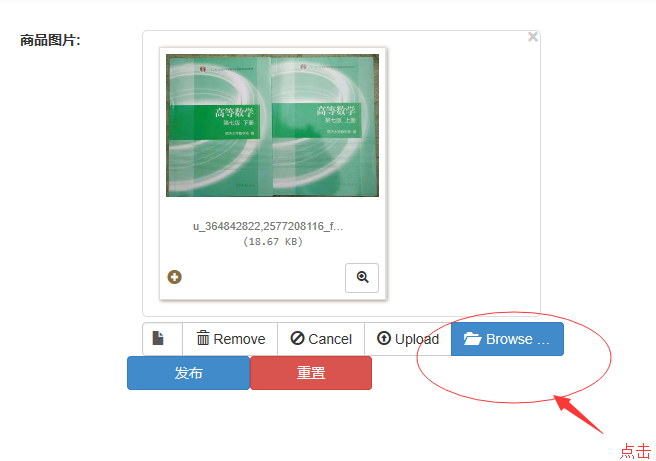 商品图片:
高等数学
第七版 下册
高等数学
第七版 上册
u_364842822,2577208116_f...
(18.67 KB)
Remove
Cancel
Upload
Browse ...
发布
重置
点击